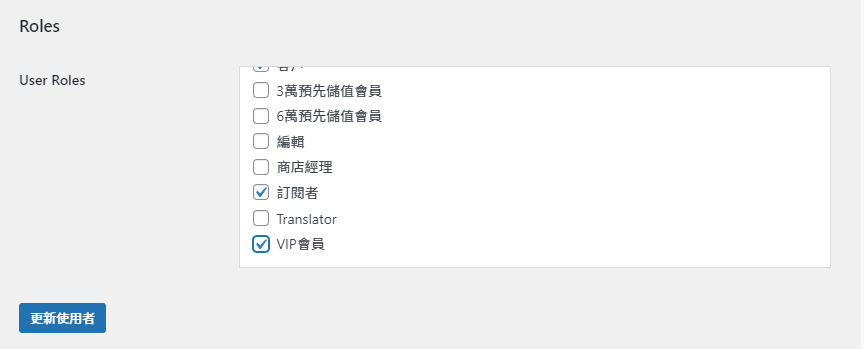 Roles
User Roles
客戶
3萬預先儲值會員
6萬預先儲值會員
編輯
商店經理
訂閱者
Translator
VIP會員
更新使用者